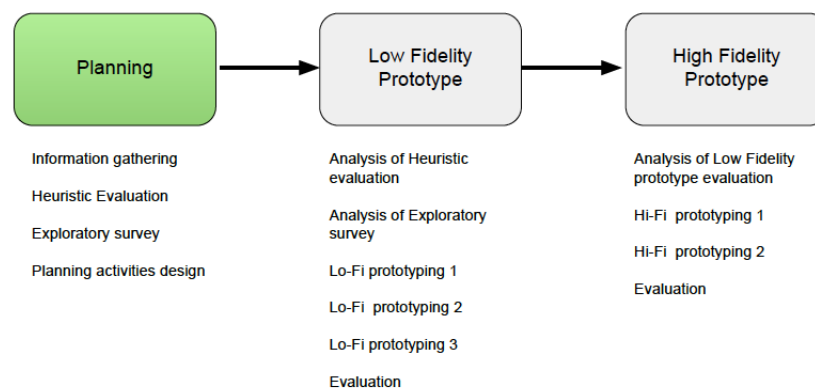 Planning
Low Fidelity
Prototype
High Fidelity
Prototype
Information gathering
Heuristic Evaluation
Exploratory survey
Planning activities design
Analysis of Heuristic
evaluation
Analysis of Exploratory
survey
Lo-Fi prototyping 1
Lo-Fi prototyping 2
Lo-Fi prototyping 3
Evaluation
Analysis of Low Fidelity
prototype evaluation
Hi-Fi prototyping 1
Hi-Fi prototyping 2
Evaluation